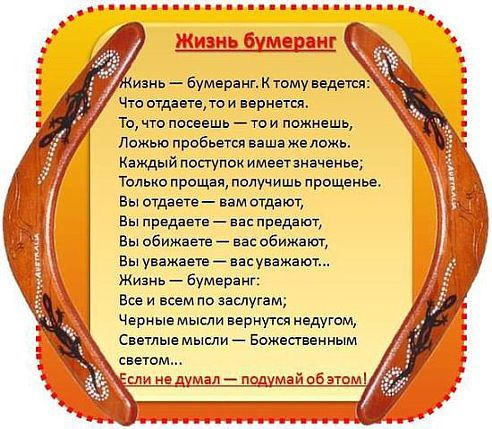 Жизнь бумеранг
Жизнь — бумеранг. К тому ведется:
Что отдаете, то и вернется.
То, что посеешь — то и пожнешь,
Ложью пробьется ваша же ложь.
Каждый поступок имеет значенье;
Только прощая, получишь прощенье.
Вы отдаете — вам отдают,
Вы предаете — вас предают,
Вы обижаете — вас обижают,
Вы уважаете — вас уважают...
Жизнь — бумеранг:
Все и всем по заслугам;
Черные мысли вернутся недугом,
Светлые мысли — Божественным
светом...
Если не думал — подумай об этом!
AUSTRALIA
AUSTRALIA